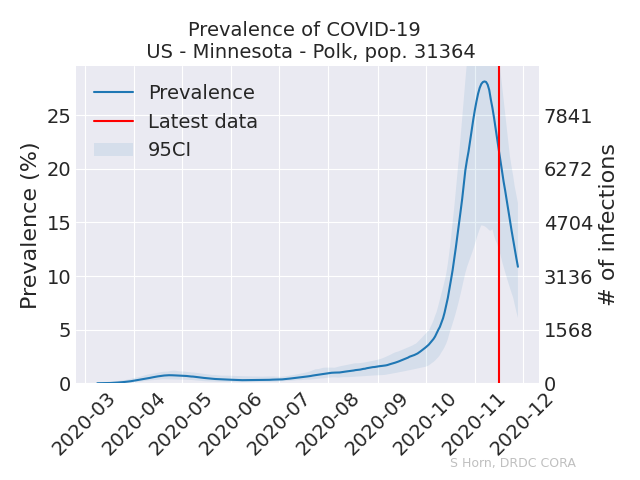 Prevalence of COVID-19
US - Minnesota - Polk, pop. 31364
Prevalence
Latest data
95CI
Prevalence (%)
25
20
15
10
5
0
7841
6272
4704
3136
1568
0
# of infections
2020-03
2020-04
2020-05
2020-06
2020-07
2020-08
2020-09
2020-10
2020-11
2020-12
S Horn, DRDC CORA